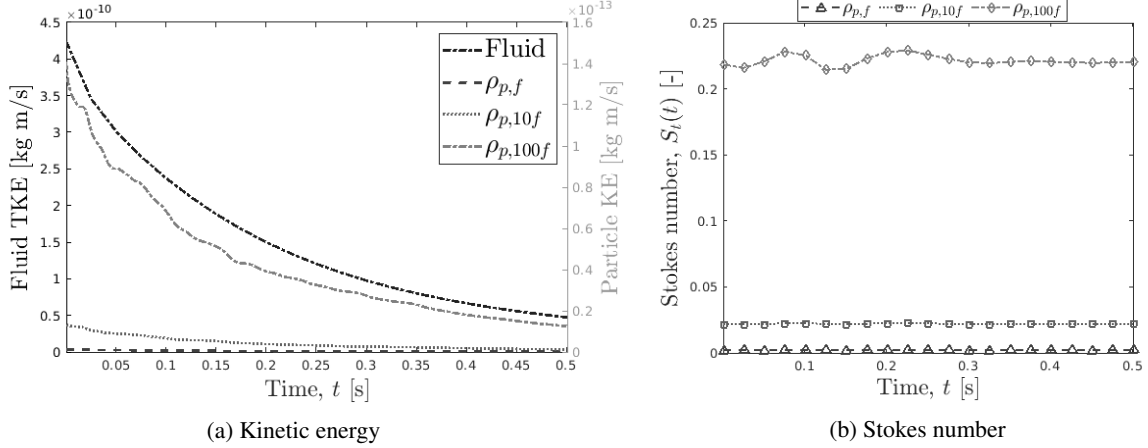 ×10⁻¹⁰
×10⁻¹³
4.5
4
3.5
3
2.5
2
1.5
1
0.5
0
Fluid TKE [kg m/s]
Fluid
ρp,f
ρp,10f
ρp,100f
1.6
1.4
1.2
1
0.8
0.6
0.4
0.2
0
Particle KE [kg m/s]
0.05 0.1 0.15 0.2 0.25 0.3 0.35 0.4 0.45 0.5
Time, t [s]
(a) Kinetic energy
ρp,f ρp,10f ρp,100f
0.25
0.2
0.15
0.1
0.05
0
Stokes number, St(t) [-]
0 0.1 0.2 0.3 0.4 0.5
Time, t [s]
(b) Stokes number